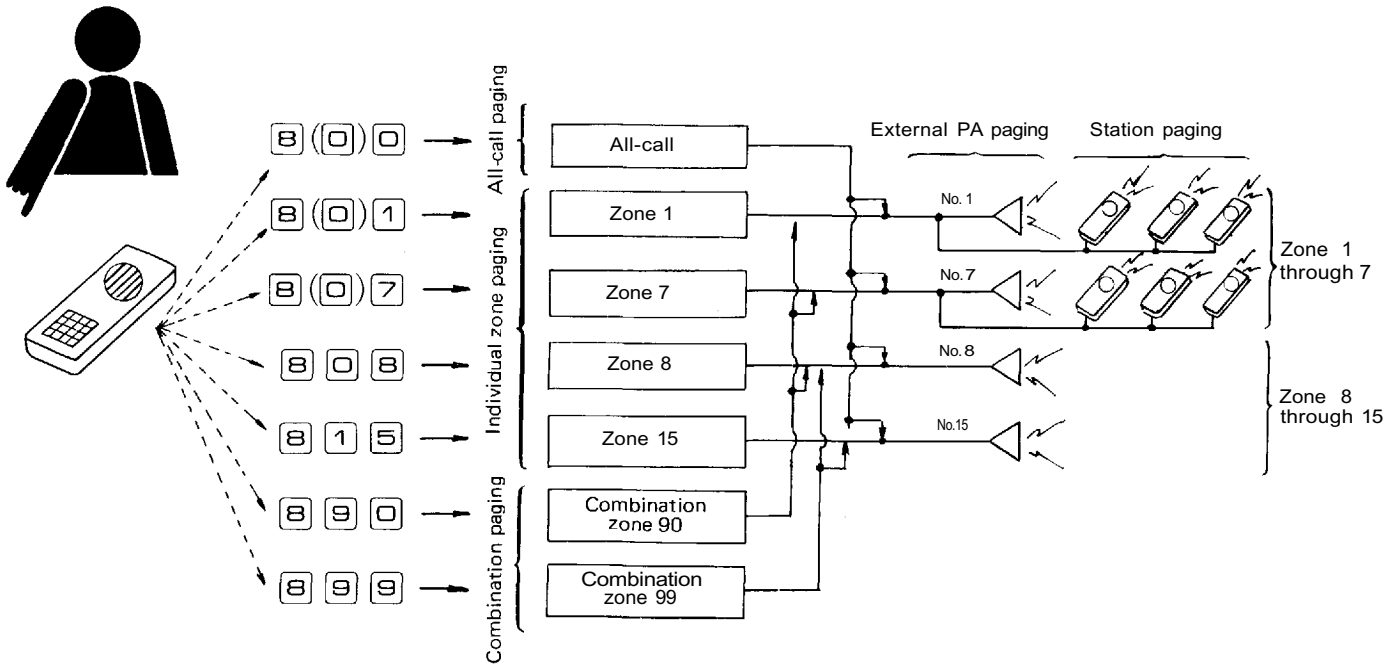 All-call paging
Individual zone paging
Combination paging
8 (0) 0
8 (0) 1
8 (0) 7
8 0 8
8 1 5
8 9 0
8 9 9
All-call
Zone 1
Zone 7
Zone 8
Zone 15
Combination
zone 90
Combination
zone 99
External PA paging
Station paging
No. 1
No. 7
No. 8
No.15
Zone 1
through 7
Zone 8
through 15